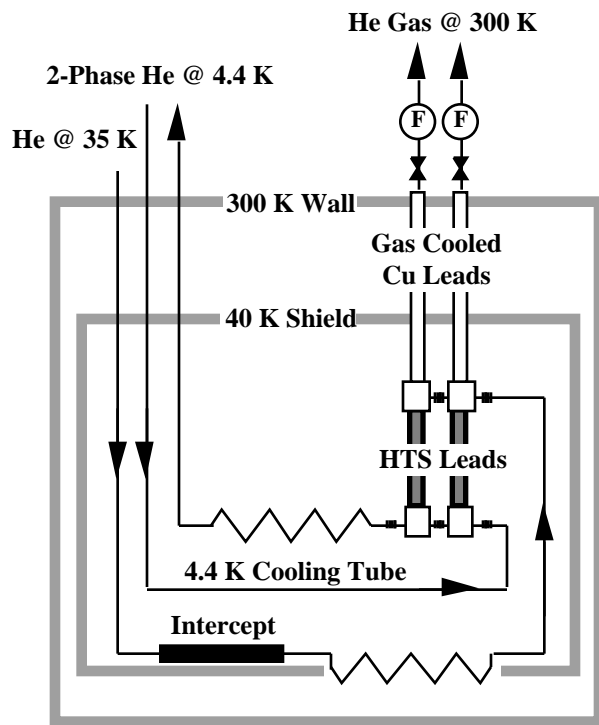 He Gas @ 300 K
2-Phase He @ 4.4 K
He @ 35 K
F F
300 K Wall
Gas Cooled
Cu Leads
40 K Shield
HTS Leads
4.4 K Cooling Tube
Intercept